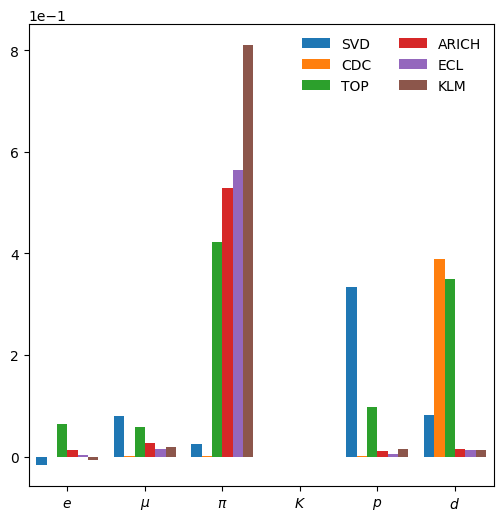 1e−1
SVD ARICH
CDC ECL
TOP KLM
8
6
4
2
0
e μ π K p d